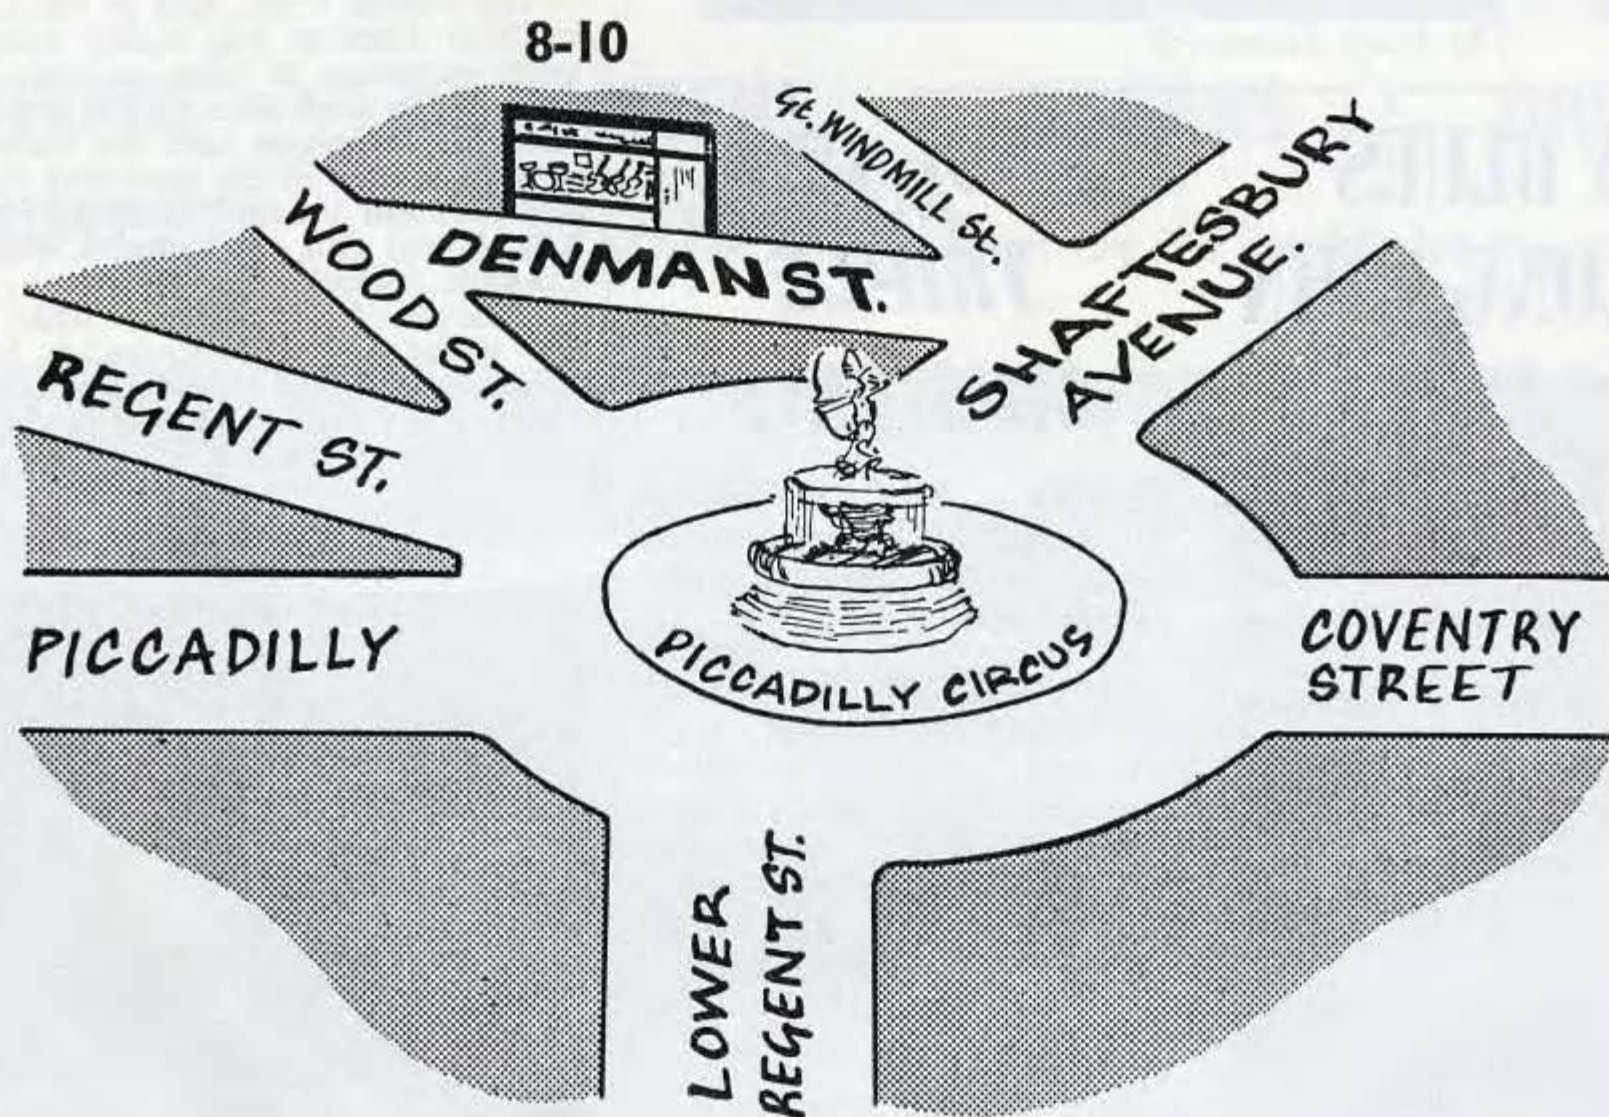 8-10
Gt. WINDMILL St.
SHAFTESBURY
AVENUE.
DENMAN ST.
WOOD ST.
REGENT ST.
PICCADILLY
PICCADILLY CIRCUS
COVENTRY
STREET
LOWER
REGENT ST.